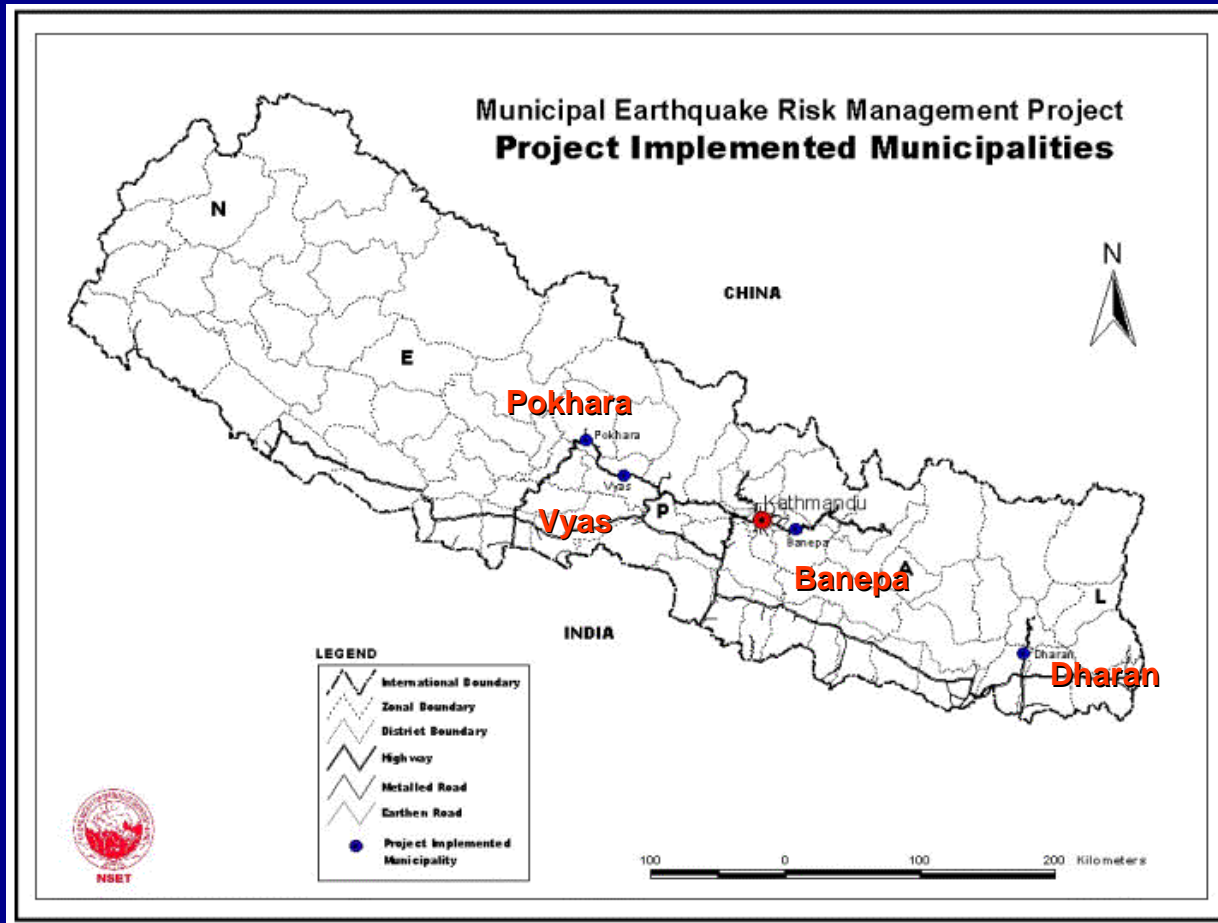 Municipal Earthquake Risk Management Project
Project Implemented Municipalities
N
N
CHINA
E
Pokhara
Pokhara
Vyas
Vyas
P
Kathmandu
Banepa
Banepa
A
L
INDIA
Dharan
Dharan
LEGEND
International Boundary
Zonal Boundary
District Boundary
Highway
Metalled Road
Earthen Road
Project Implemented
Municipality
NSET
100 0 100 200 Kilometers